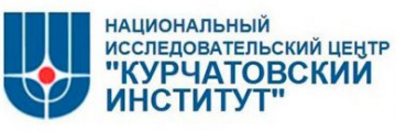 НАЦИОНАЛЬНЫЙ
ИССЛЕДОВАТЕЛЬСКИЙ ЦЕНТР
"КУРЧАТОВСКИЙ
ИНСТИТУТ"